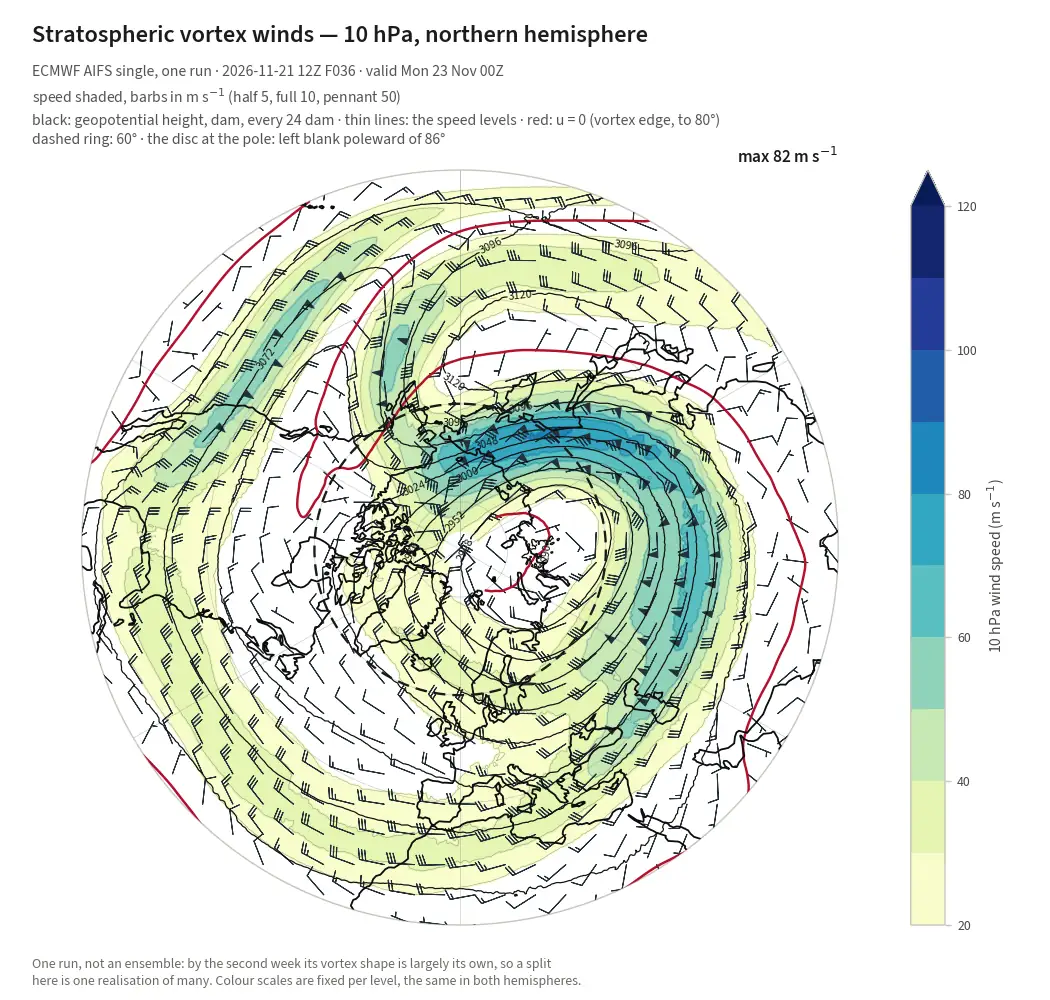 Stratospheric vortex winds — 10 hPa, northern hemisphere
ECMWF AIFS single, one run · 2026-11-21 12Z F036 · valid Mon 23 Nov 00Z
speed shaded, barbs in m s⁻¹ (half 5, full 10, pennant 50)
black: geopotential height, dam, every 24 dam · thin lines: the speed levels · red: u = 0 (vortex edge, to 80°)
dashed ring: 60° · the disc at the pole: left blank poleward of 86°
max 82 m s⁻¹
120
100
80
60
40
20
10 hPa wind speed (m s⁻¹)
3096
3096
3120
3072
3120
3048
3000
3024
2952
One run, not an ensemble: by the second week its vortex shape is largely its own, so a split
here is one realisation of many. Colour scales are fixed per level, the same in both hemispheres.